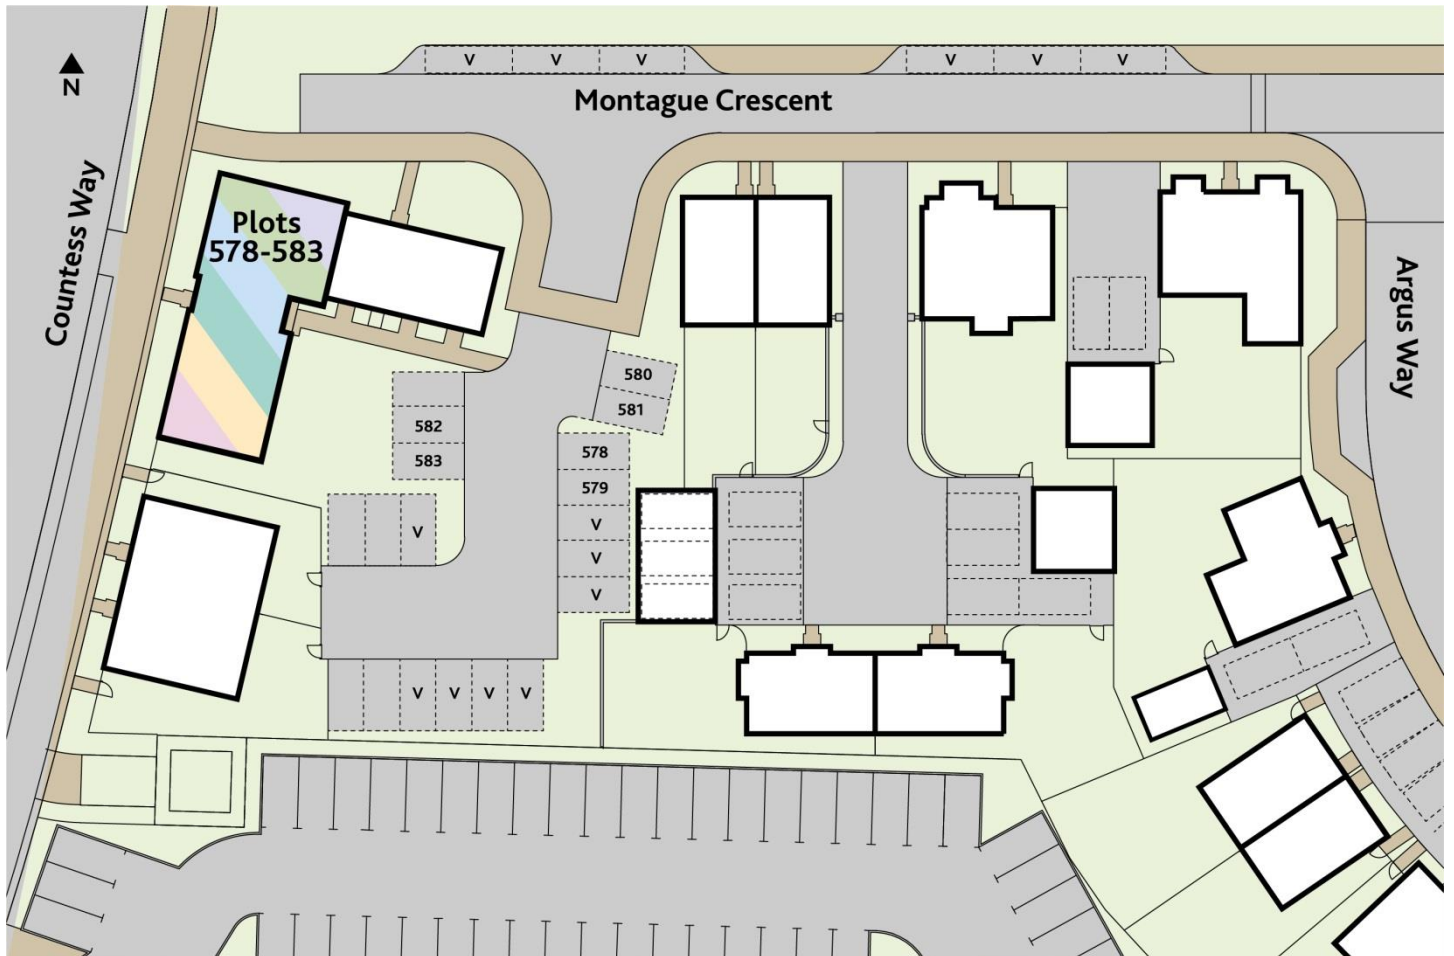 V V V V V V
N
Montague Crescent
Countess Way
Plots
578-583
Argus Way
580
581
582
583
578
579
V
V
V
V
V V V V